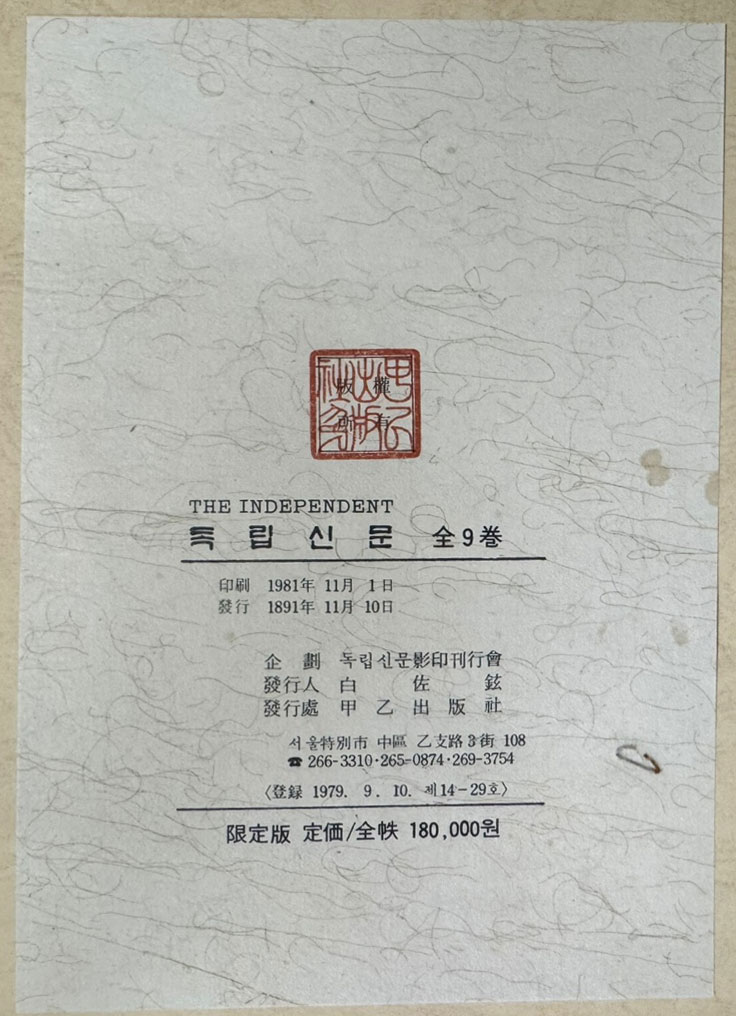 版權
所有
THE INDEPENDENT
독립신문 全9巻
印刷 1981年 11月 1日
發行 1891年 11月 10日
企劃 독립신문影印刊行會
發行人 白佐鉉
發行處 甲乙出版社
서울特別市 中區 乙支路 3街 108
☎ 266-3310·265-0874·269-3754
〈登録 1979. 9. 10. 제14-29호〉
限定版 定価/全帙 180,000원